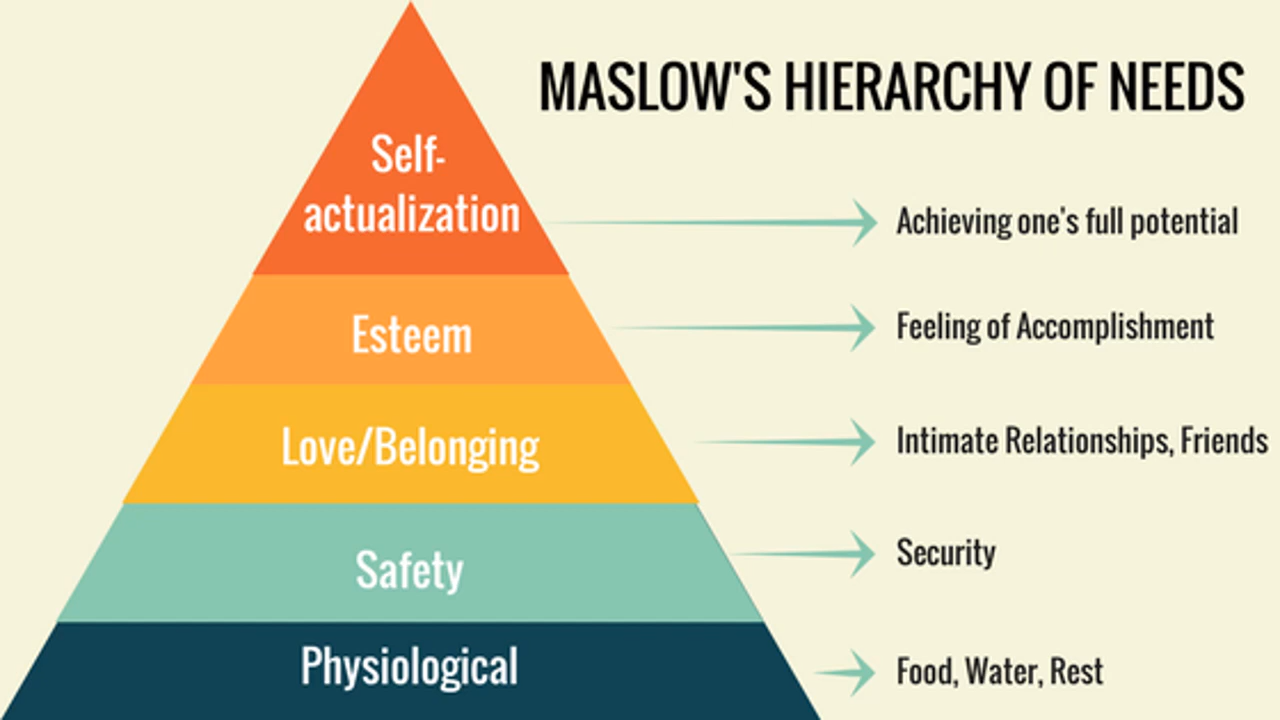 MASLOW'S HIERARCHY OF NEEDS
Self-
actualization
Achieving one's full potential
Esteem
Feeling of Accomplishment
Love/Belonging
Intimate Relationships, Friends
Safety
Security
Physiological
Food, Water, Rest